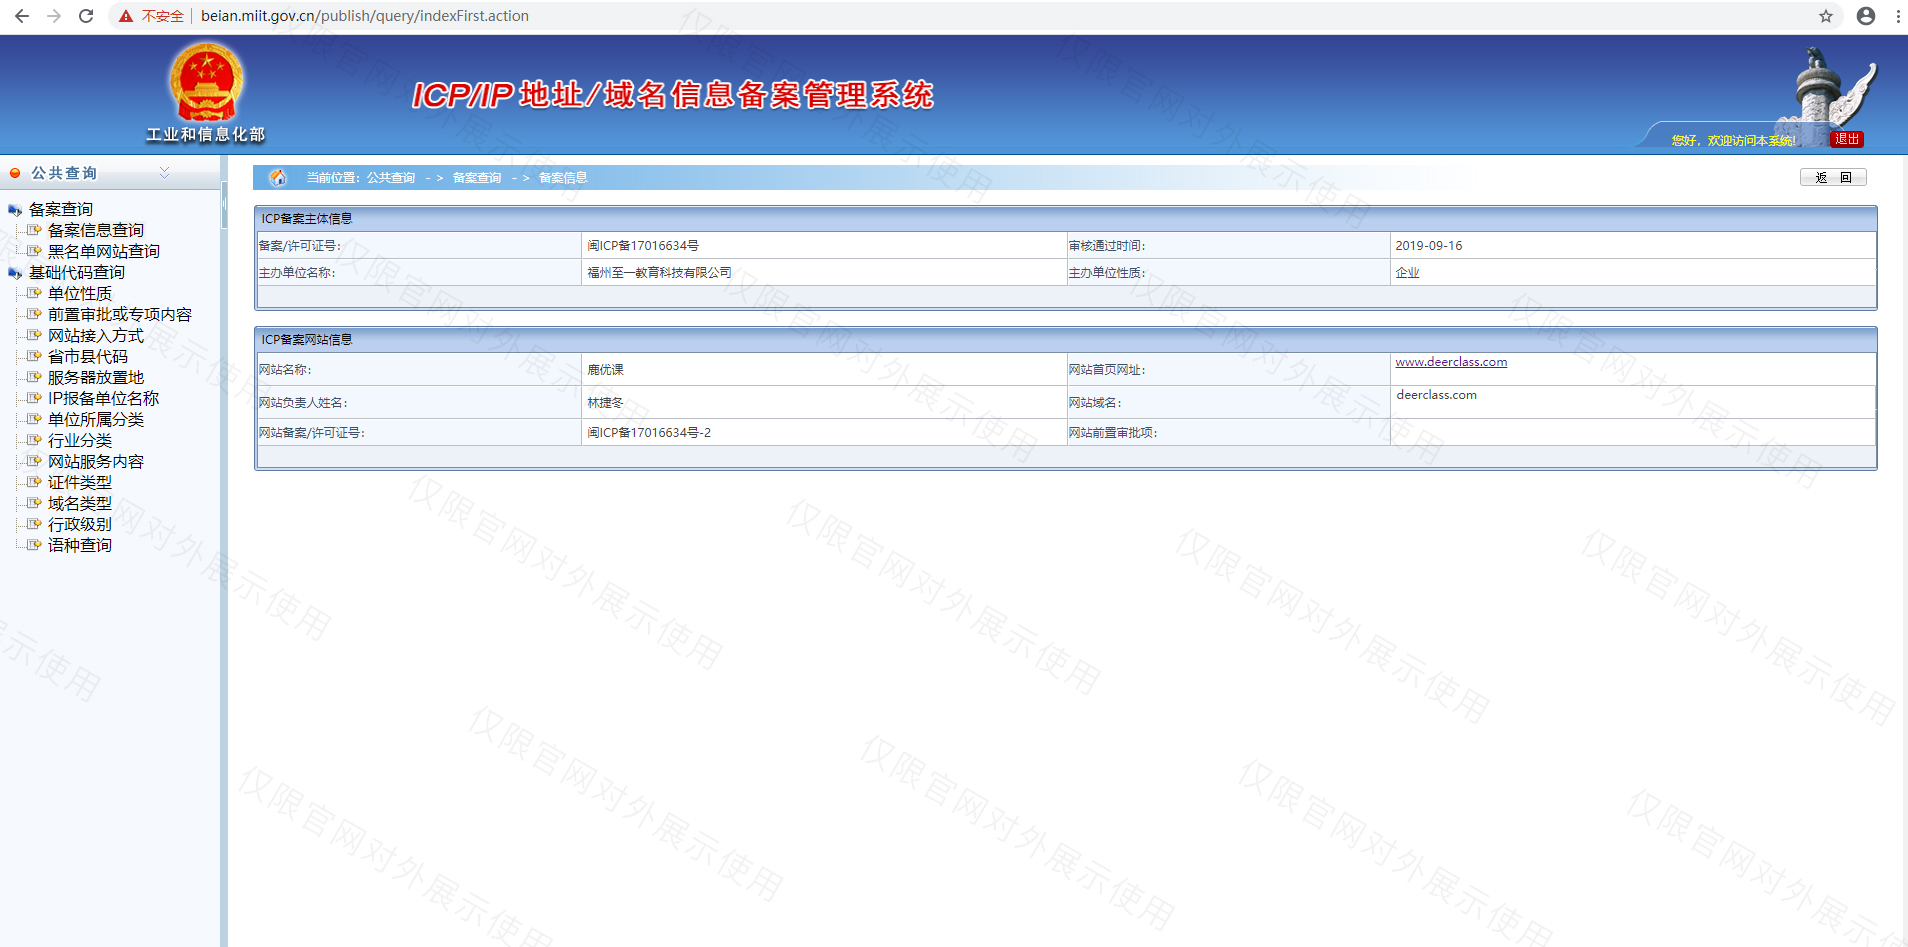 不安全 beian.miit.gov.cn/publish/query/indexFirst.action
ICP/IP地址/域名信息备案管理系统
工业和信息化部
您好，欢迎访问本系统! 退出
公共查询
备案查询
备案信息查询
黑名单网站查询
基础代码查询
单位性质
前置审批或专项内容
网站接入方式
省市县代码
服务器放置地
IP报备单位名称
单位所属分类
行业分类
网站服务内容
证件类型
域名类型
行政级别
语种查询
当前位置：公共查询 -> 备案查询 -> 备案信息
返 回
ICP备案主体信息
备案/许可证号: 闽ICP备17016634号 审核通过时间: 2019-09-16
主办单位名称: 福州至一教育科技有限公司 主办单位性质: 企业
ICP备案网站信息
网站名称: 鹿优课 网站首页网址: www.deerclass.com
网站负责人姓名: 林捷冬 网站域名: deerclass.com
网站备案/许可证号: 闽ICP备17016634号-2 网站前置审批项:
仅限官网对外展示使用